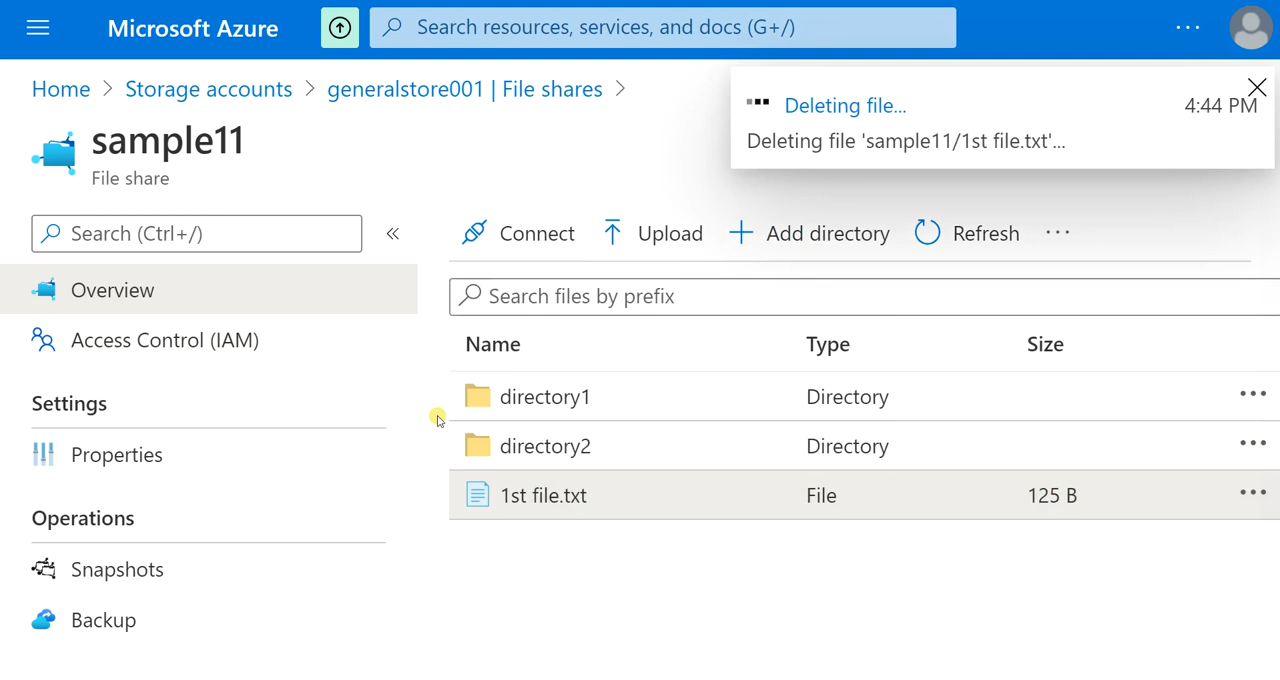 Microsoft Azure
Search resources, services, and docs (G+/)
Home > Storage accounts > generalstore001 | File shares >
Deleting file...
4:44 PM
Deleting file 'sample11/1st file.txt'...
sample11
File share
Search (Ctrl+/)
Connect
Upload
Add directory
Refresh
Overview
Access Control (IAM)
Settings
Properties
Operations
Snapshots
Backup
Search files by prefix
Name Type Size
directory1 Directory
directory2 Directory
1st file.txt File 125 B